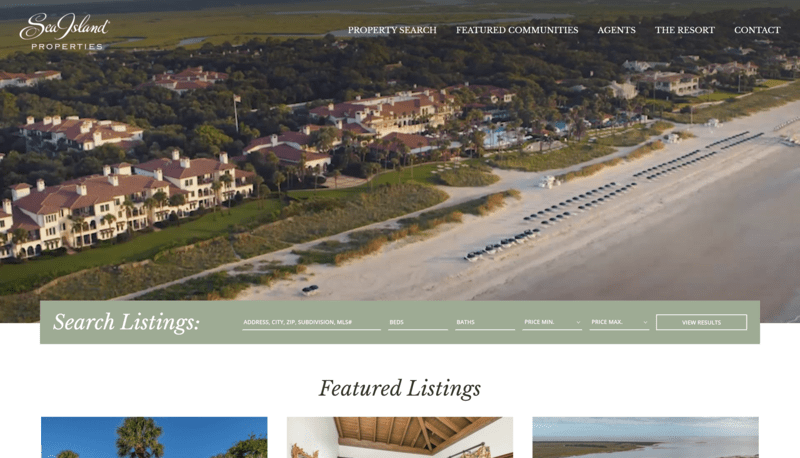 Sea Island
PROPERTIES
PROPERTY SEARCH
FEATURED COMMUNITIES
AGENTS
THE RESORT
CONTACT
Search Listings:
ADDRESS, CITY, ZIP, SUBDIVISION, MLS#
BEDS
BATHS
PRICE MIN.
PRICE MAX.
VIEW RESULTS
Featured Listings